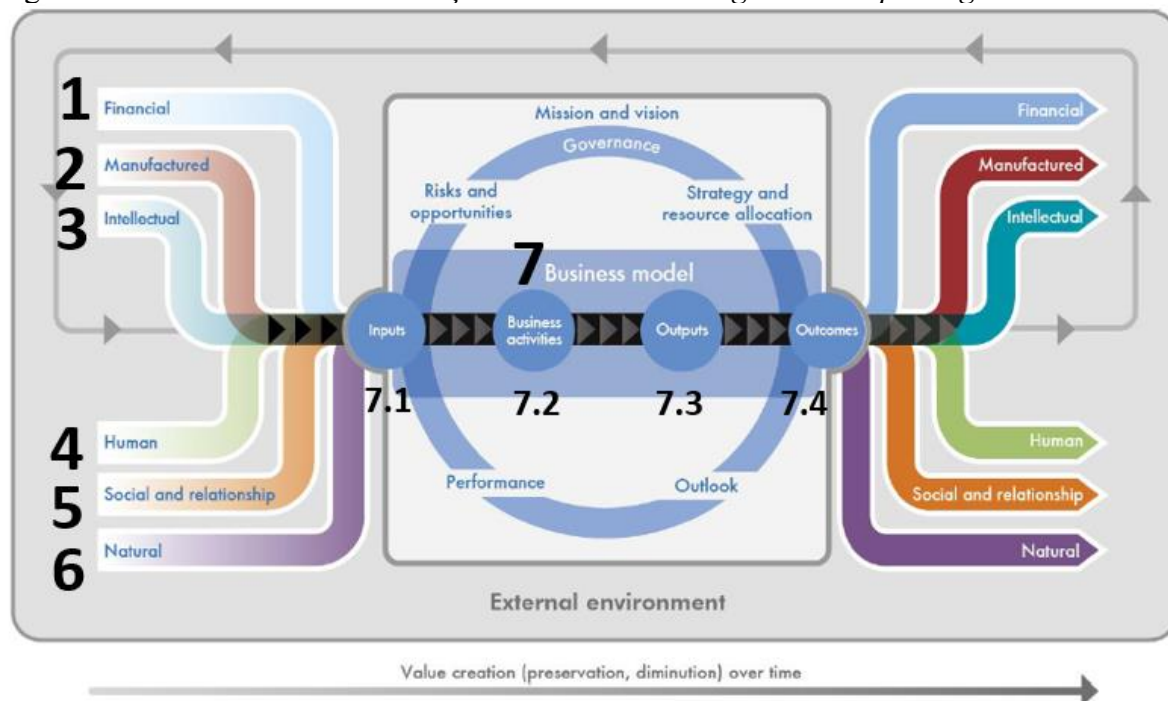 1
Financial
2
Manufactured
3
Intellectual
4
Human
5
Social and relationship
6
Natural
Mission and vision
Governance
Risks and
opportunities
Strategy and
resource allocation
7
Business model
Inputs
Business
activities
Outputs
Outcomes
7.1
7.2
7.3
7.4
Performance
Outlook
Financial
Manufactured
Intellectual
Human
Social and relationship
Natural
External environment
Value creation (preservation, diminution) over time